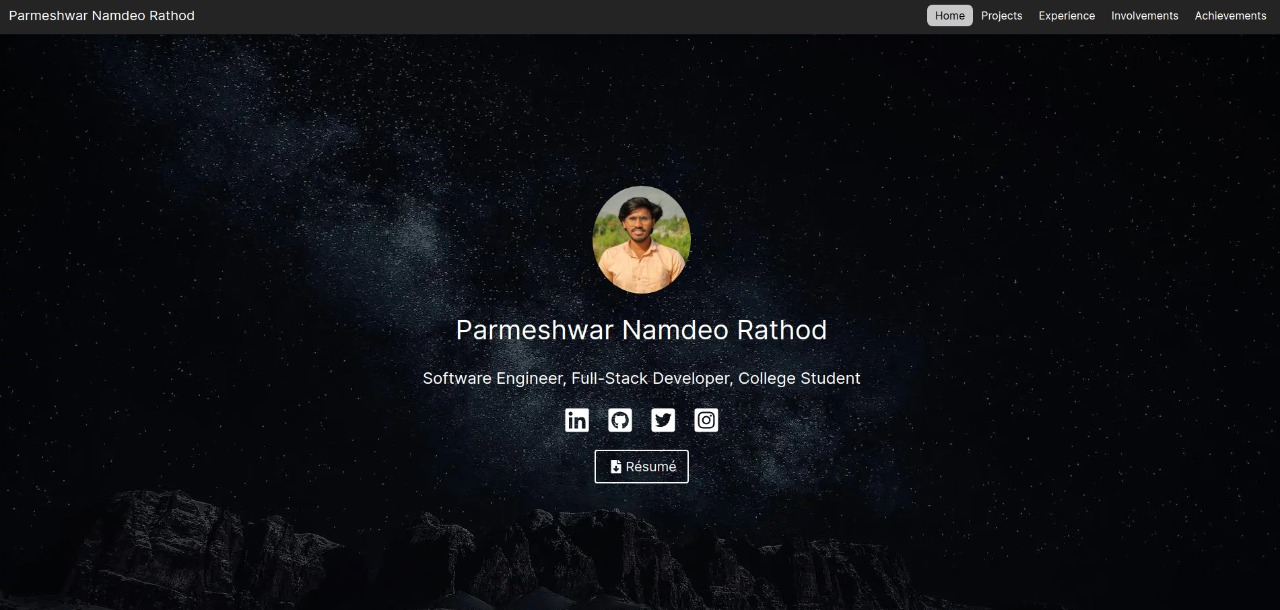 Parmeshwar Namdeo Rathod
Home Projects Experience Involvements Achievements
Parmeshwar Namdeo Rathod
Software Engineer, Full-Stack Developer, College Student
Résumé